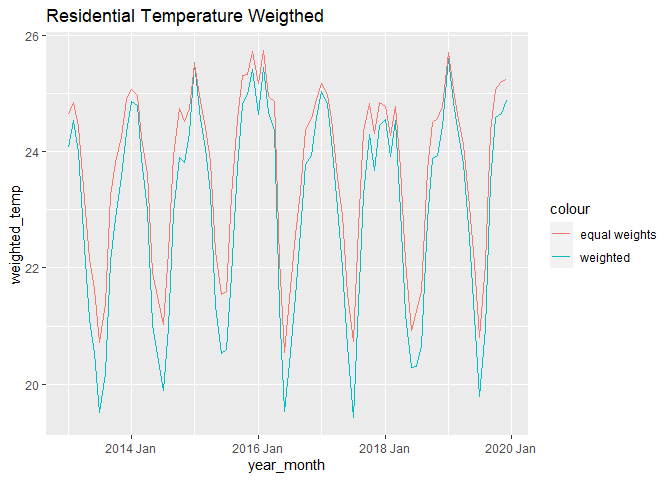 Residential Temperature Weigthed
26
24
22
20
weighted_temp
2014 Jan
2016 Jan
2018 Jan
2020 Jan
year_month
colour
equal weights
weighted